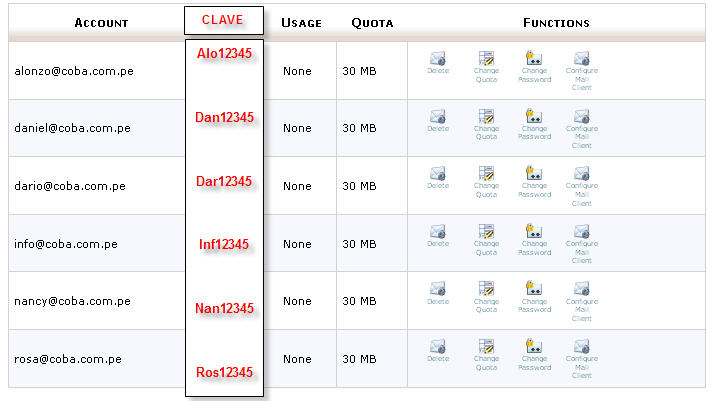 Account CLAVE Usage Quota Functions
alonzo@coba.com.pe Alo12345 None 30 MB Delete Change Quota Change Password Configure Mail Client
daniel@coba.com.pe Dan12345 None 30 MB Delete Change Quota Change Password Configure Mail Client
dario@coba.com.pe Dar12345 None 30 MB Delete Change Quota Change Password Configure Mail Client
info@coba.com.pe Inf12345 None 30 MB Delete Change Quota Change Password Configure Mail Client
nancy@coba.com.pe Nan12345 None 30 MB Delete Change Quota Change Password Configure Mail Client
rosa@coba.com.pe Ros12345 None 30 MB Delete Change Quota Change Password Configure Mail Client